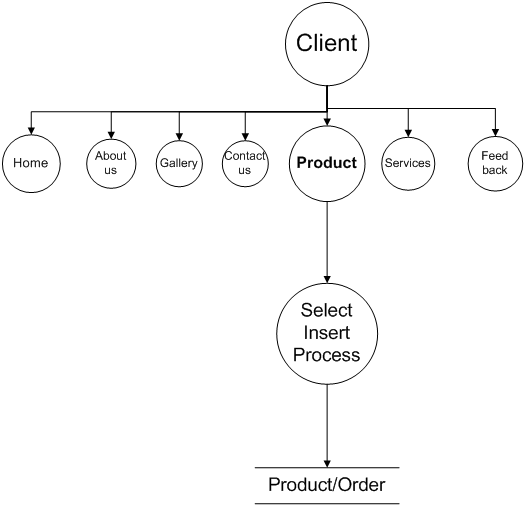 Client
Home
About
us
Gallery
Contact
us
Product
Services
Feed
back
Select
Insert
Process
Product/Order